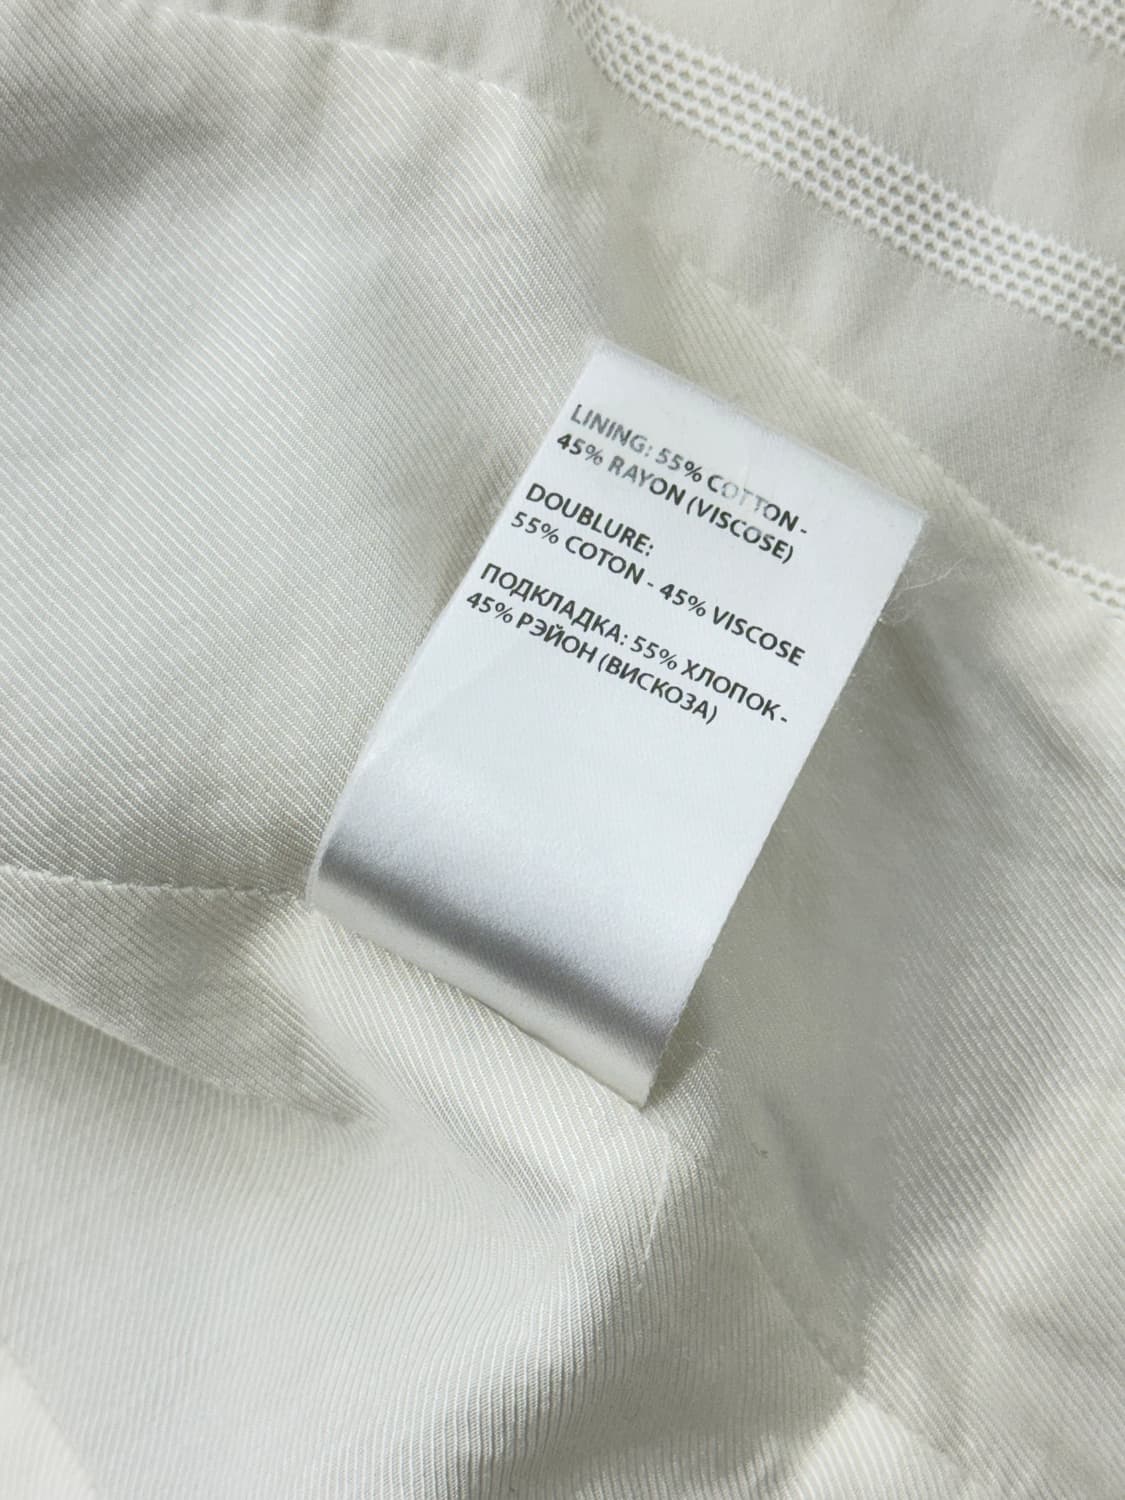 LINING: 55% COTTON -
45% RAYON (VISCOSE)
DOUBLURE:
55% COTON - 45% VISCOSE
ПОДКЛАДКА: 55% ХЛОПОК -
45% РЭЙОН (ВИСКОЗА)